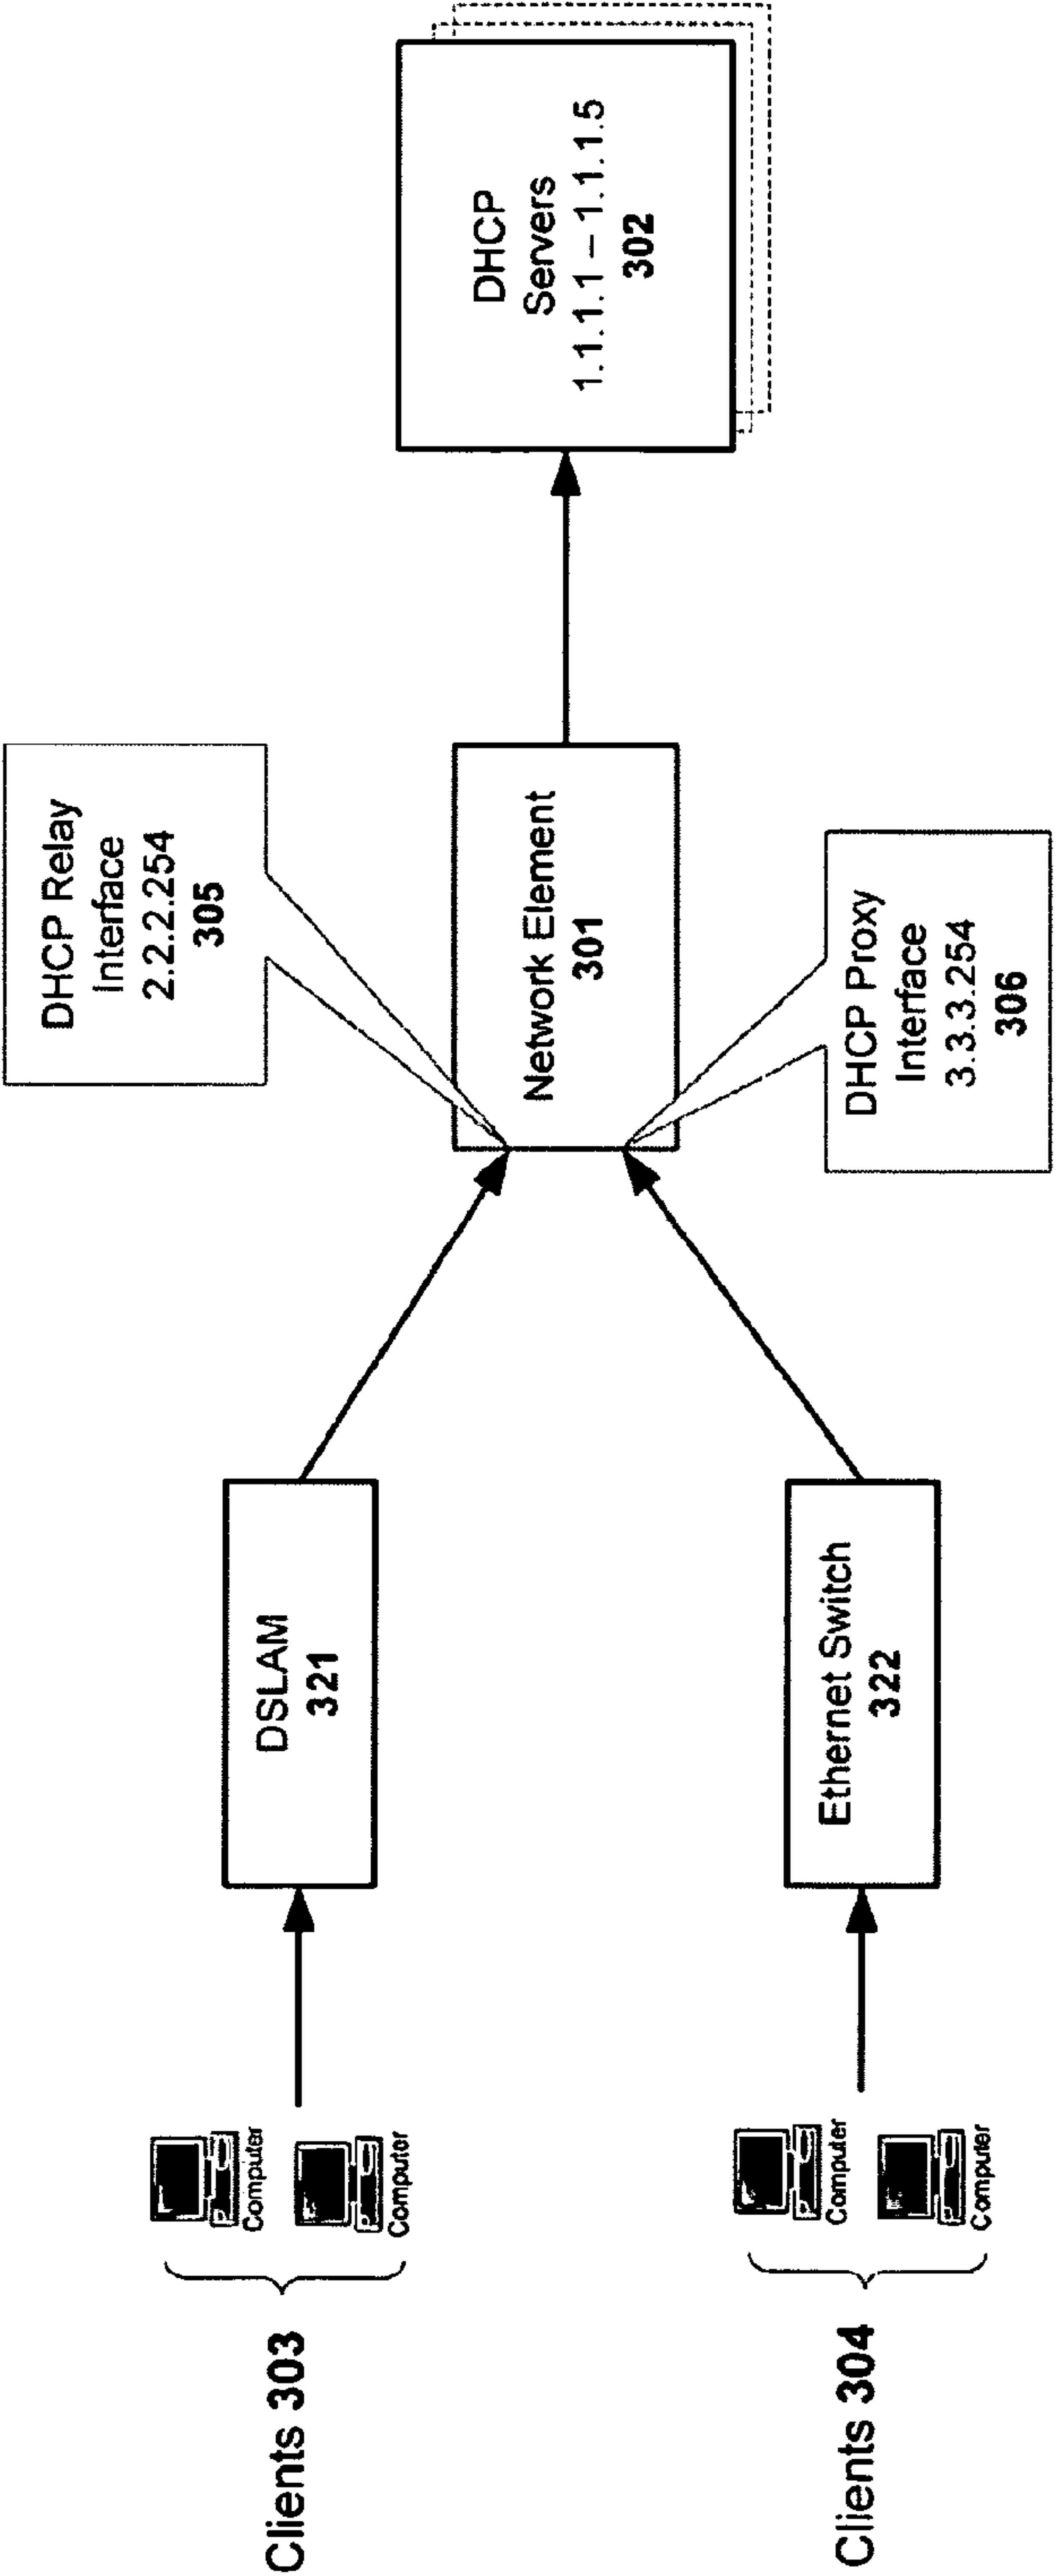 Clients 303
Computer
Computer
DSLAM
321
DHCP Relay
Interface
2.2.2.254
305
Network Element
301
DHCP
Servers
1.1.1.1 – 1.1.1.5
302
Clients 304
Computer
Computer
Ethernet Switch
322
DHCP Proxy
Interface
3.3.3.254
306